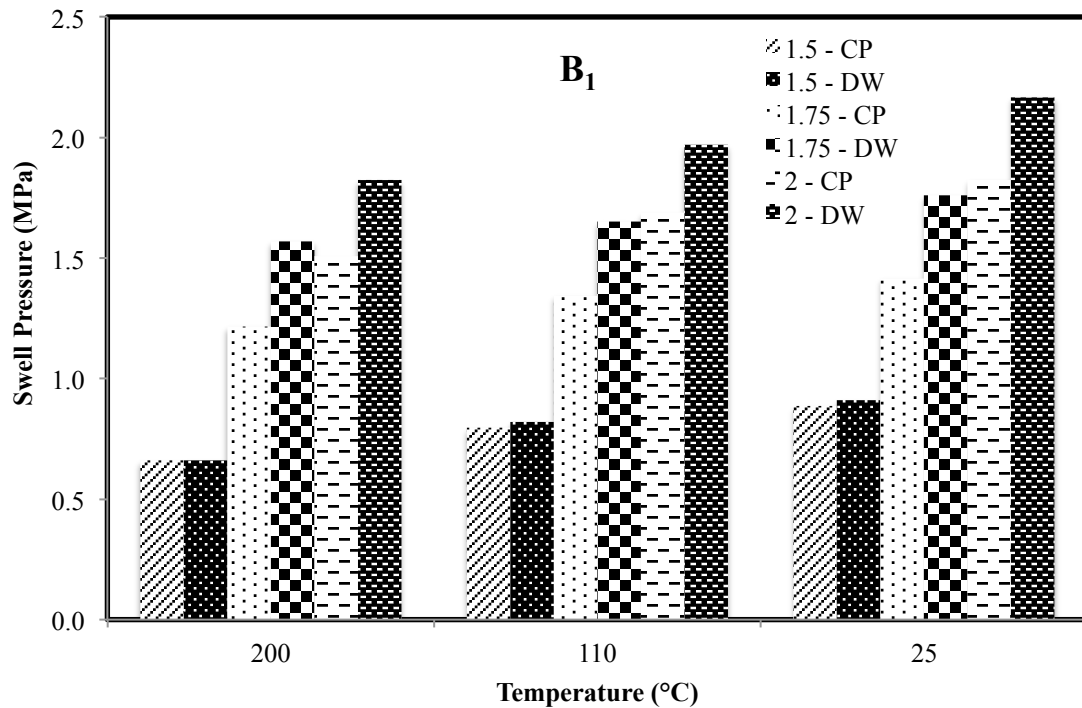 2.5
2.0
1.5
1.0
0.5
0.0
Swell Pressure (MPa)
B₁
1.5 - CP
1.5 - DW
1.75 - CP
1.75 - DW
2 - CP
2 - DW
200 110 25
Temperature (°C)